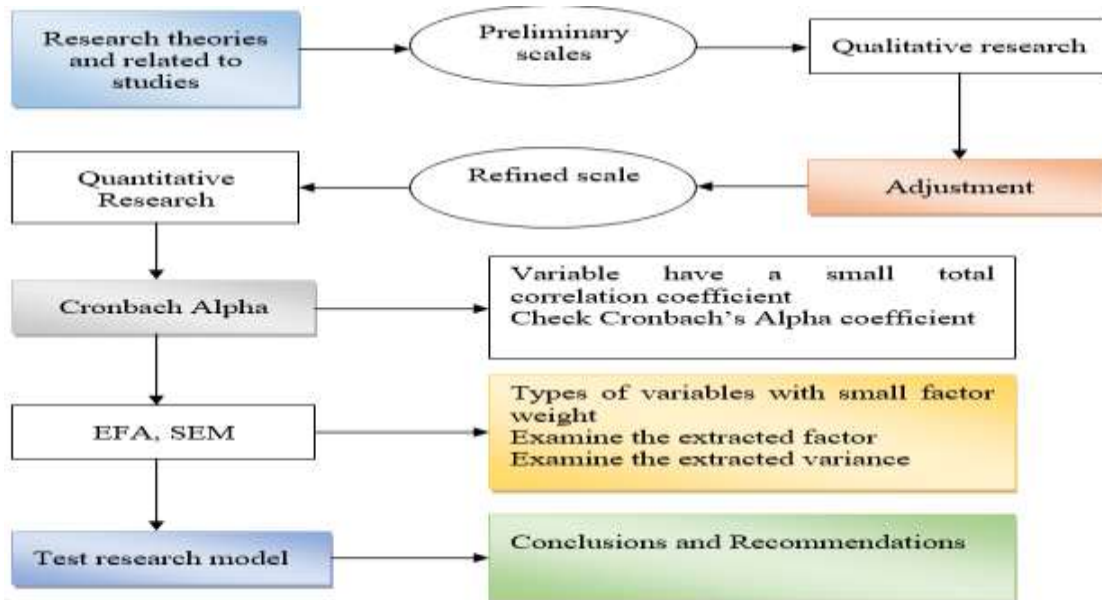 Research theories
and related to
studies
Preliminary
scales
Qualitative research
Adjustment
Refined scale
Quantitative
Research
Cronbach Alpha
Variable have a small total
correlation coefficient
Check Cronbach's Alpha coefficient
EFA, SEM
Types of variables with small factor
weight
Examine the extracted factor
Examine the extracted variance
Test research model
Conclusions and Recommendations